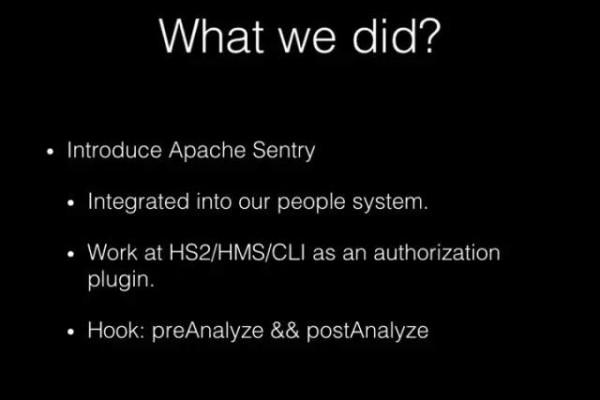 What we did?
• Introduce Apache Sentry
• Integrated into our people system.
• Work at HS2/HMS/CLI as an authorization
plugin.
• Hook: preAnalyze && postAnalyze